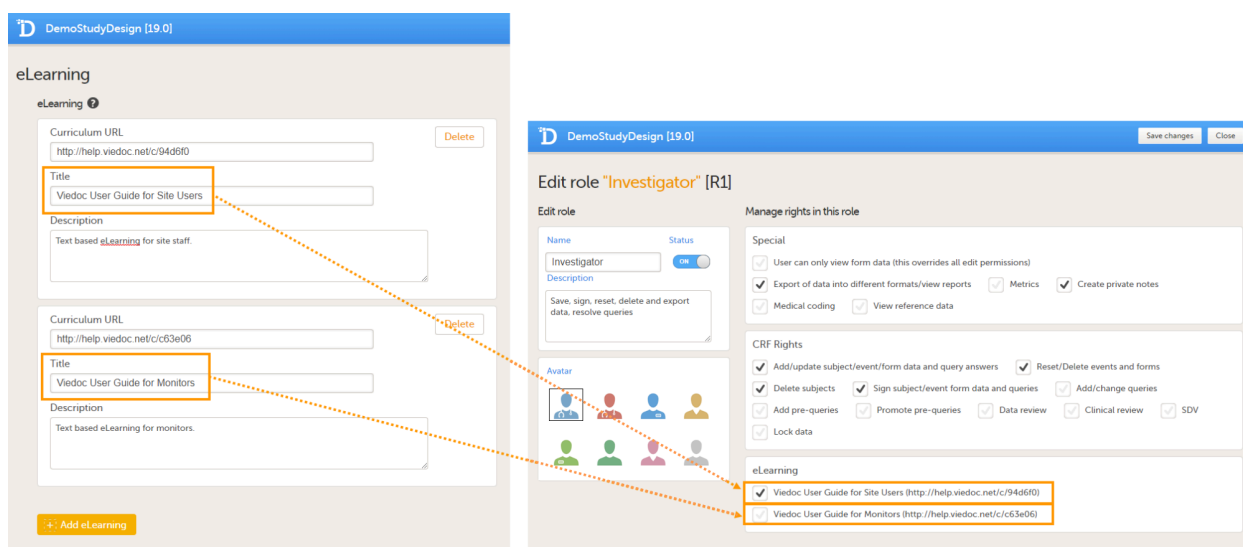 DemoStudyDesign [19.0]
eLearning
eLearning ?
Curriculum URL
Delete
http://help.viedoc.net/c/94d6f0
Title
Viedoc User Guide for Site Users
Description
Text based eLearning for site staff.
Curriculum URL
Delete
http://help.viedoc.net/c/c63e06
Title
Viedoc User Guide for Monitors
Description
Text based eLearning for monitors.
+ Add eLearning
DemoStudyDesign [19.0]
Save changes Close
Edit role "Investigator" [R1]
Edit role
Name Status
Investigator ON
Description
Save, sign, reset, delete and export
data, resolve queries
Avatar
Manage rights in this role
Special
User can only view form data (this overrides all edit permissions)
Export of data into different formats/view reports Metrics Create private notes
Medical coding View reference data
CRF Rights
Add/update subject/event/form data and query answers Reset/Delete events and forms
Delete subjects Sign subject/event form data and queries Add/change queries
Add pre-queries Promote pre-queries Data review Clinical review SDV
Lock data
eLearning
Viedoc User Guide for Site Users (http://help.viedoc.net/c/94d6f0)
Viedoc User Guide for Monitors (http://help.viedoc.net/c/c63e06)